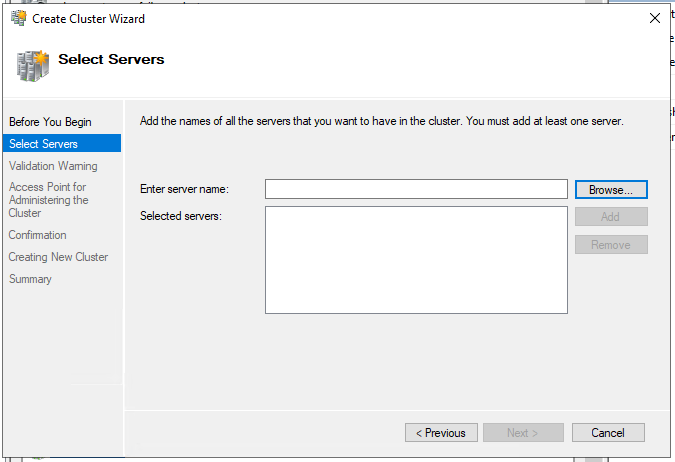 Create Cluster Wizard
Select Servers
Before You Begin
Select Servers
Validation Warning
Access Point for
Administering the
Cluster
Confirmation
Creating New Cluster
Summary
Add the names of all the servers that you want to have in the cluster. You must add at least one server.
Enter server name:
Browse...
Selected servers:
Add
Remove
< Previous
Next >
Cancel